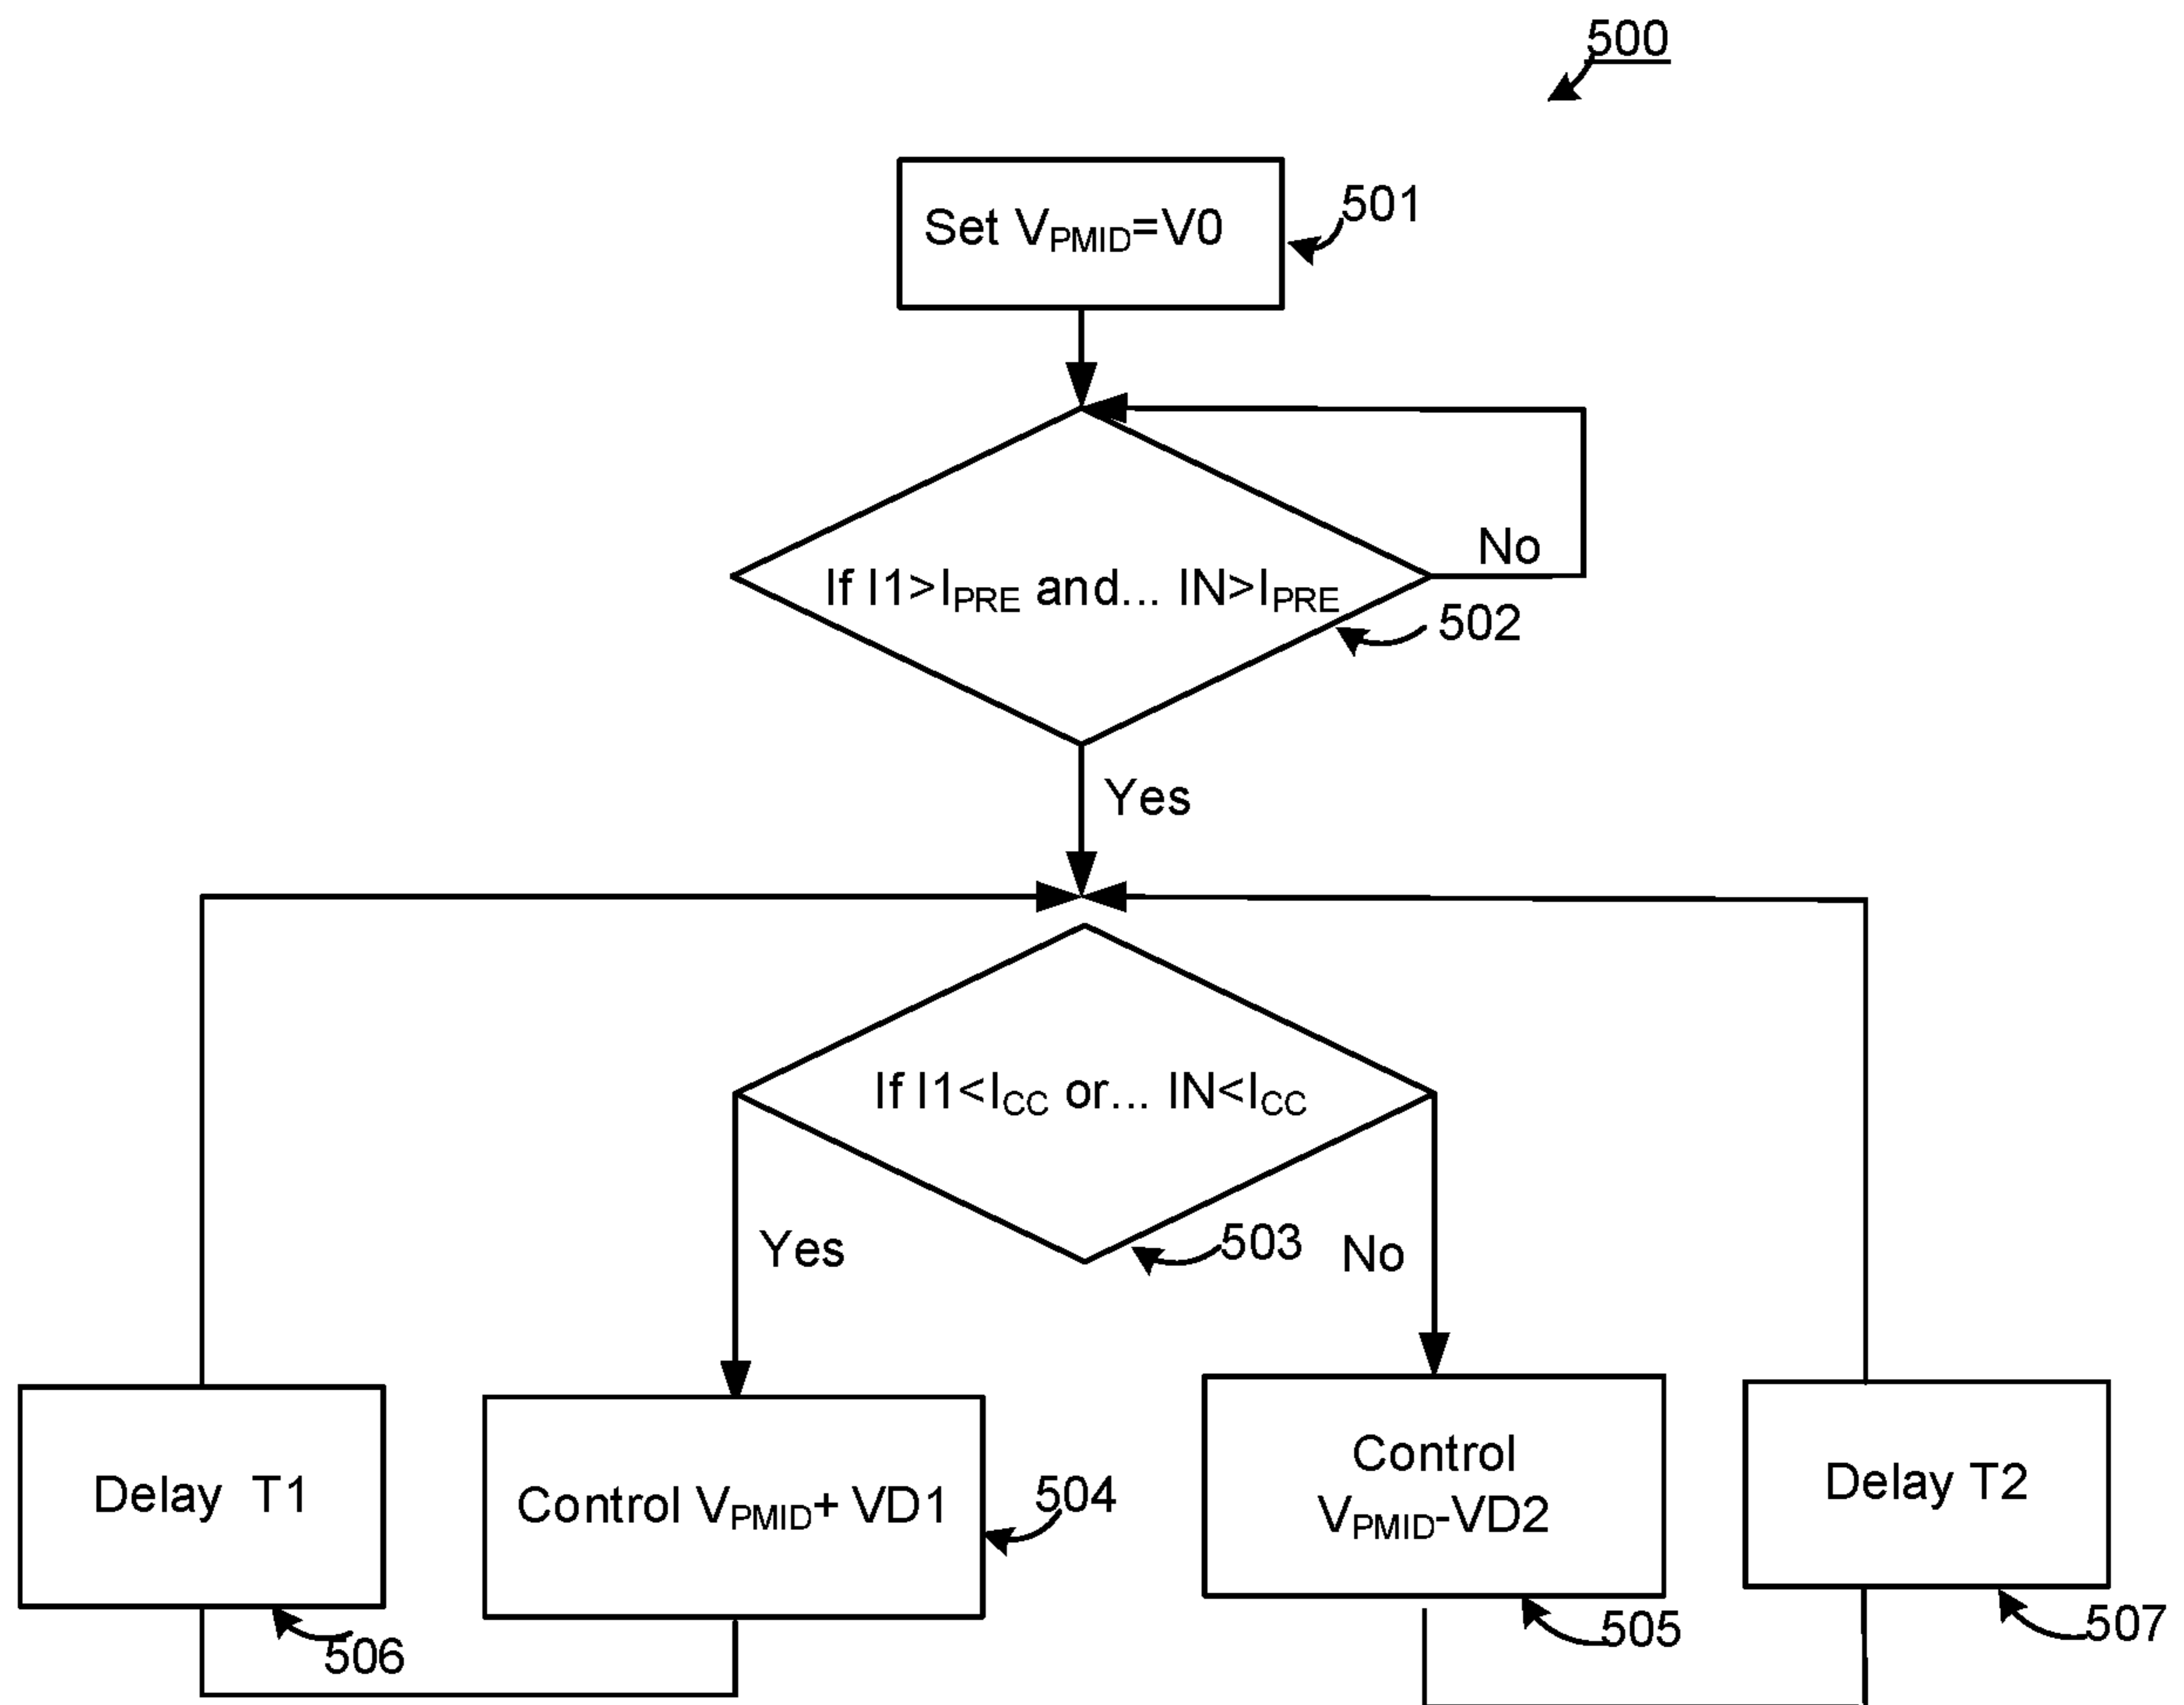 500
Set VPMID=V0
501
No
If I1>IPRE and... IN>IPRE
502
Yes
If I1<ICC or... IN<ICC
503
Yes
No
Delay T1
Control VPMID+ VD1
504
Control
VPMID-VD2
Delay T2
506
505
507